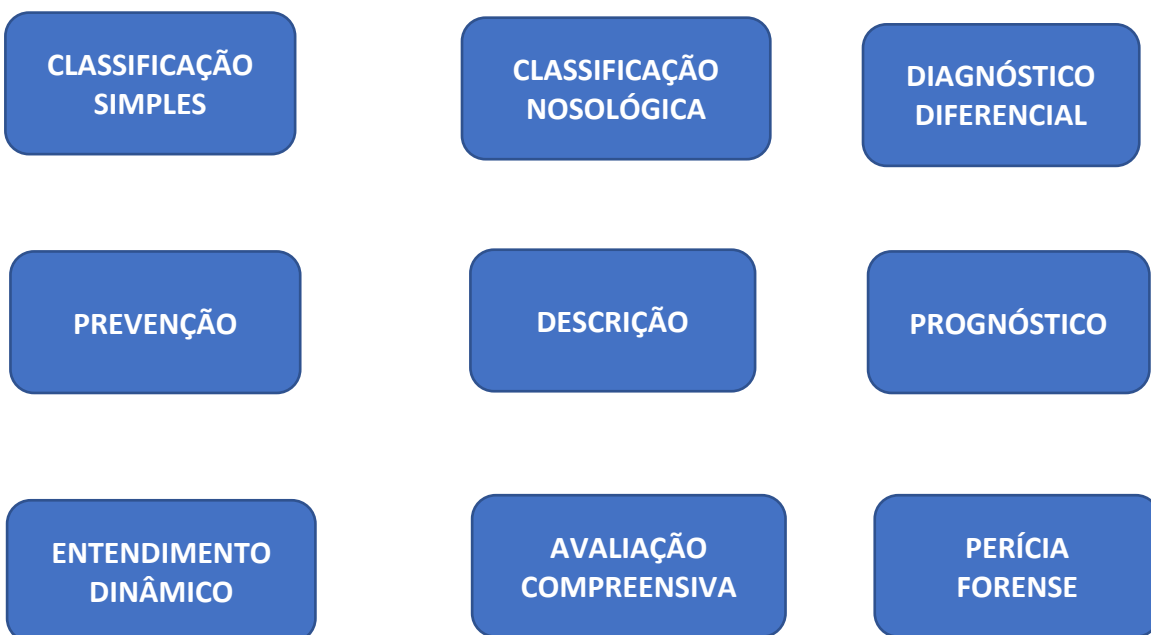 CLASSIFICAÇÃO
SIMPLES
CLASSIFICAÇÃO
NOSOLÓGICA
DIAGNÓSTICO
DIFERENCIAL
PREVENÇÃO
DESCRIÇÃO
PROGNÓSTICO
ENTENDIMENTO
DINÂMICO
AVALIAÇÃO
COMPREENSIVA
PERÍCIA
FORENSE